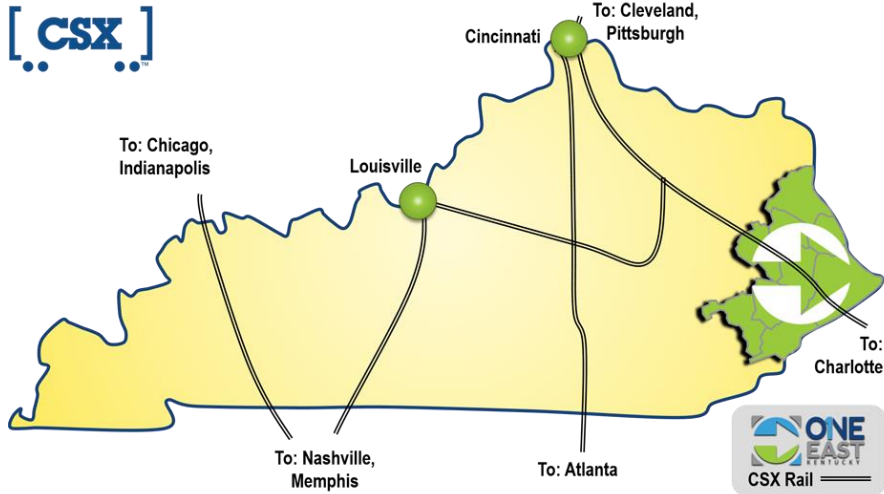 [ CSX ]
TM
To: Cleveland,
Pittsburgh
Cincinnati
To: Chicago,
Indianapolis
Louisville
To:
Charlotte
To: Nashville,
Memphis
To: Atlanta
ONE
EAST
KENTUCKY
CSX Rail